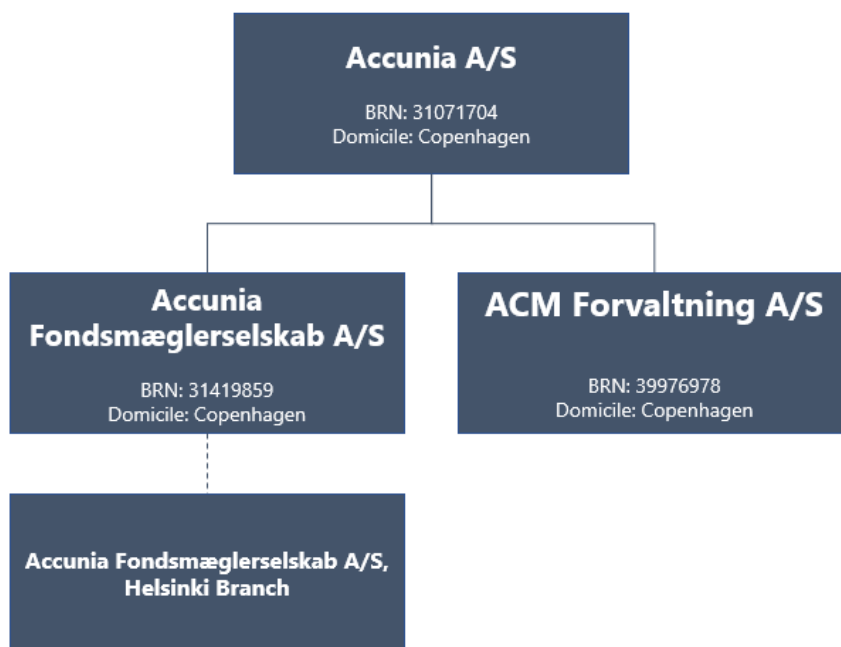 Accunia A/S
BRN: 31071704
Domicile: Copenhagen
Accunia
Fondsmæglerselskab A/S
BRN: 31419859
Domicile: Copenhagen
ACM Forvaltning A/S
BRN: 39976978
Domicile: Copenhagen
Accunia Fondsmæglerselskab A/S,
Helsinki Branch